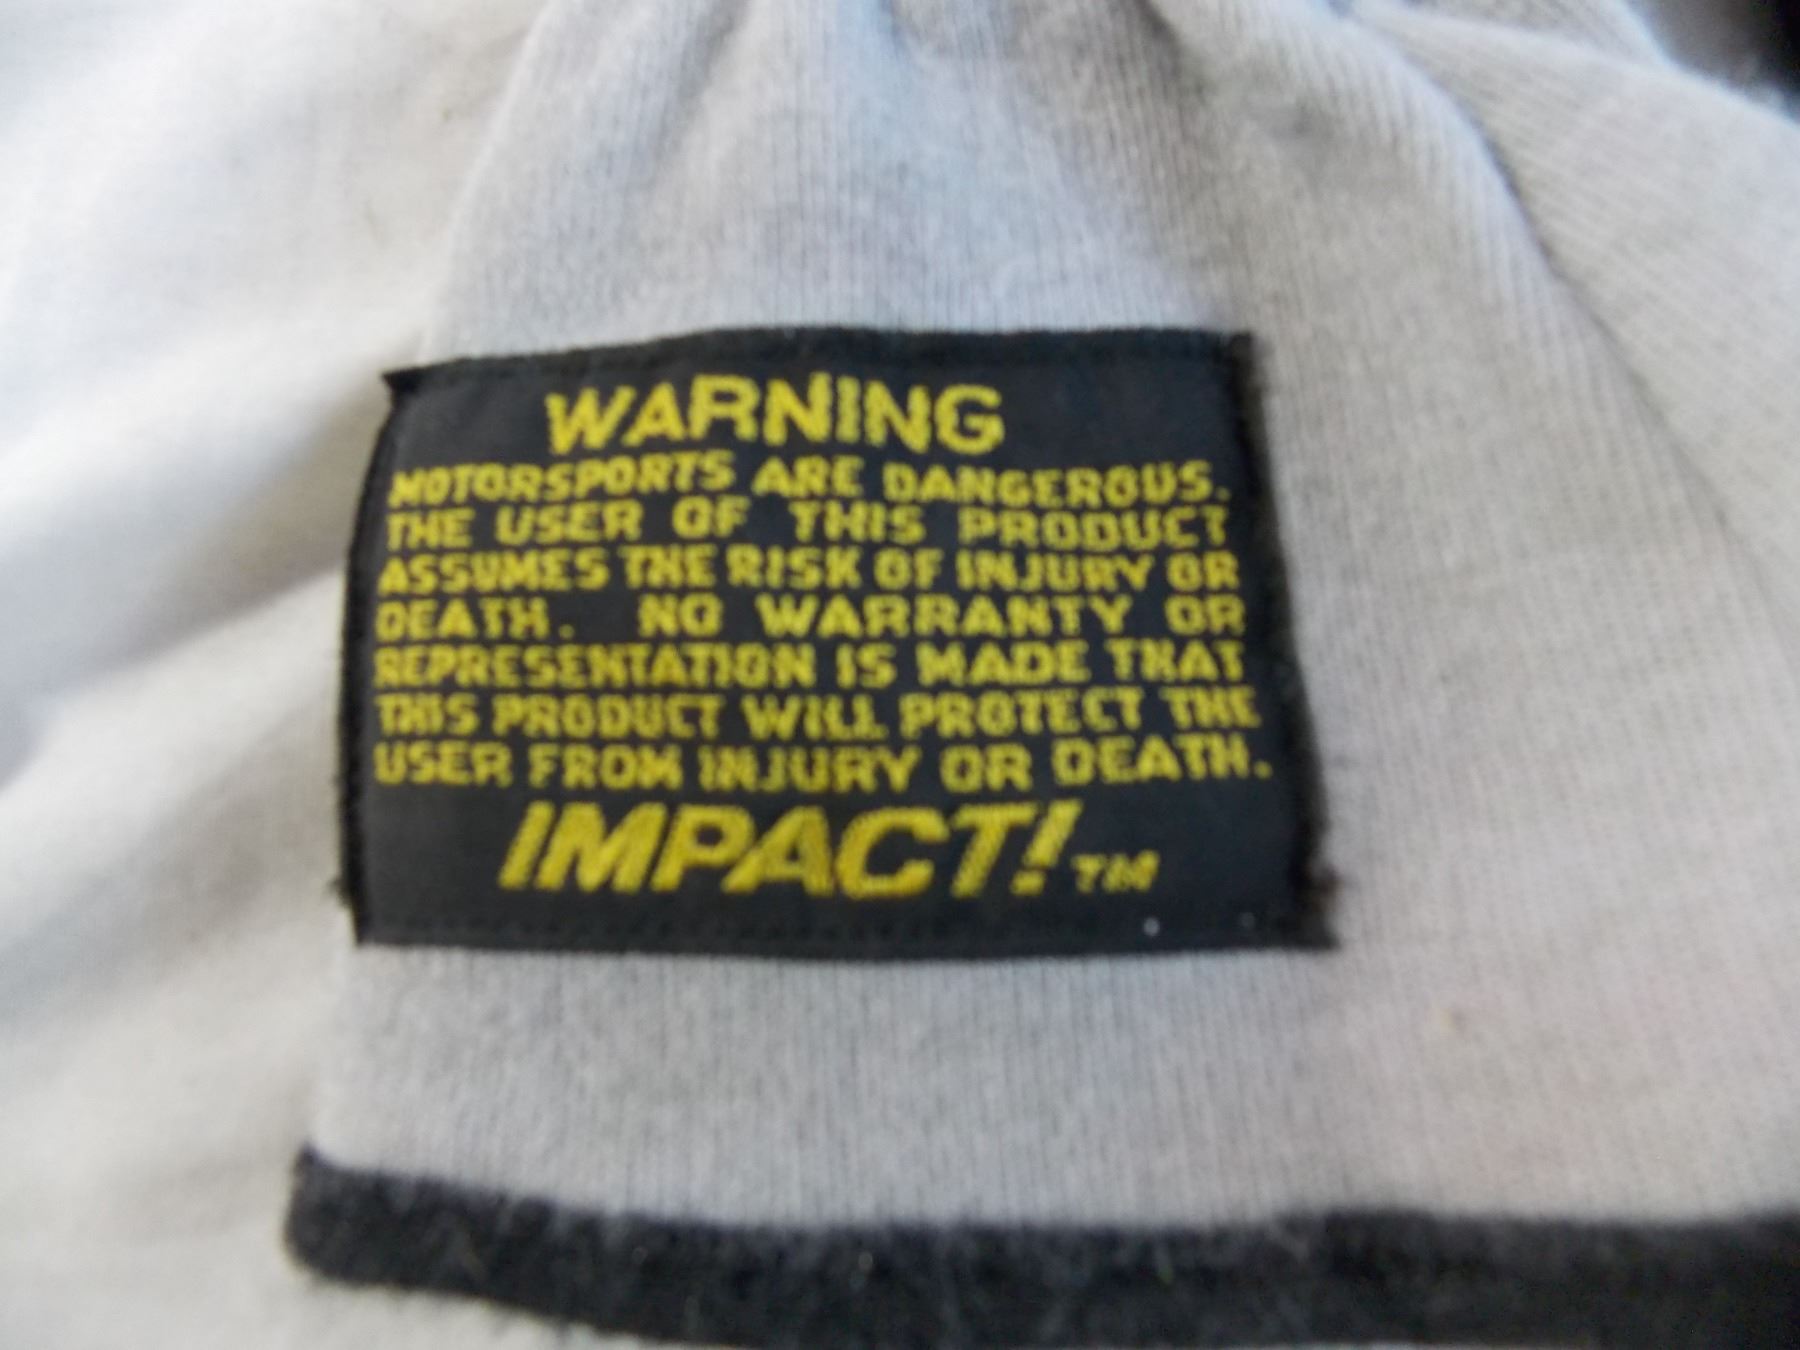 WARNING
MOTORSPORTS ARE DANGEROUS.
THE USER OF THIS PRODUCT
ASSUMES THE RISK OF INJURY OR
DEATH. NO WARRANTY OR
REPRESENTATION IS MADE THAT
THIS PRODUCT WILL PROTECT THE
USER FROM INJURY OR DEATH.
IMPACT!TM